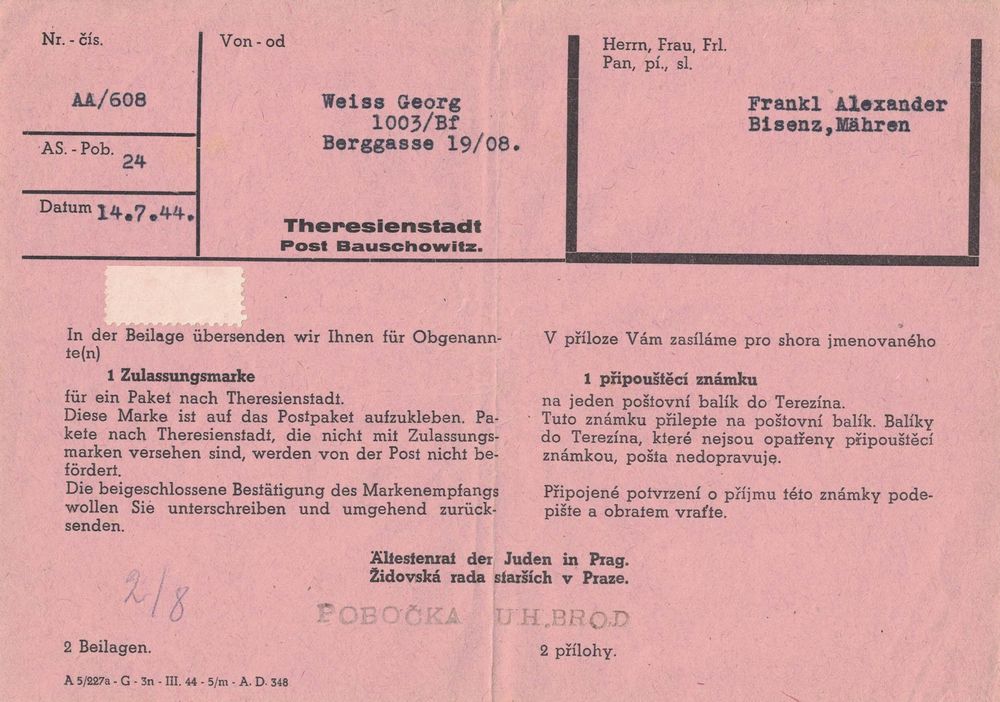 Nr. - čís.
AA/608
AS. - Pob.
24
Datum 14.7.44.
Von - od
Weiss Georg
1003/Bf
Berggasse 19/08.
Theresienstadt
Post Bauschowitz.
Herrn, Frau, Frl.
Pan, pí., sl.
Frankl Alexander
Bisenz,Mähren
In der Beilage übersenden wir Ihnen für Obgenann-
te(n)
1 Zulassungsmarke
für ein Paket nach Theresienstadt.
Diese Marke ist auf das Postpaket aufzukleben. Pa-
kete nach Theresienstadt, die nicht mit Zulassungs-
marken versehen sind, werden von der Post nicht be-
fördert.
Die beigeschlossene Bestätigung des Markenempfangs
wollen Sie unterschreiben und umgehend zurück-
senden.
V příloze Vám zasíláme pro shora jmenovaného
1 připouštěcí známku
na jeden poštovní balík do Terezína.
Tuto známku přilepte na poštovní balík. Balíky
do Terezína, které nejsou opatřeny připouštěcí
známkou, pošta nedopravuje.
Připojené potvrzení o příjmu této známky pode-
pište a obratem vraťte.
Ältestenrat der Juden in Prag.
Židovská rada starších v Praze.
2/8
POBOČKA UH.BROD
2 Beilagen.
2 přílohy.
A 5/227a - G - 3n - III. 44 - 5/m - A. D. 348